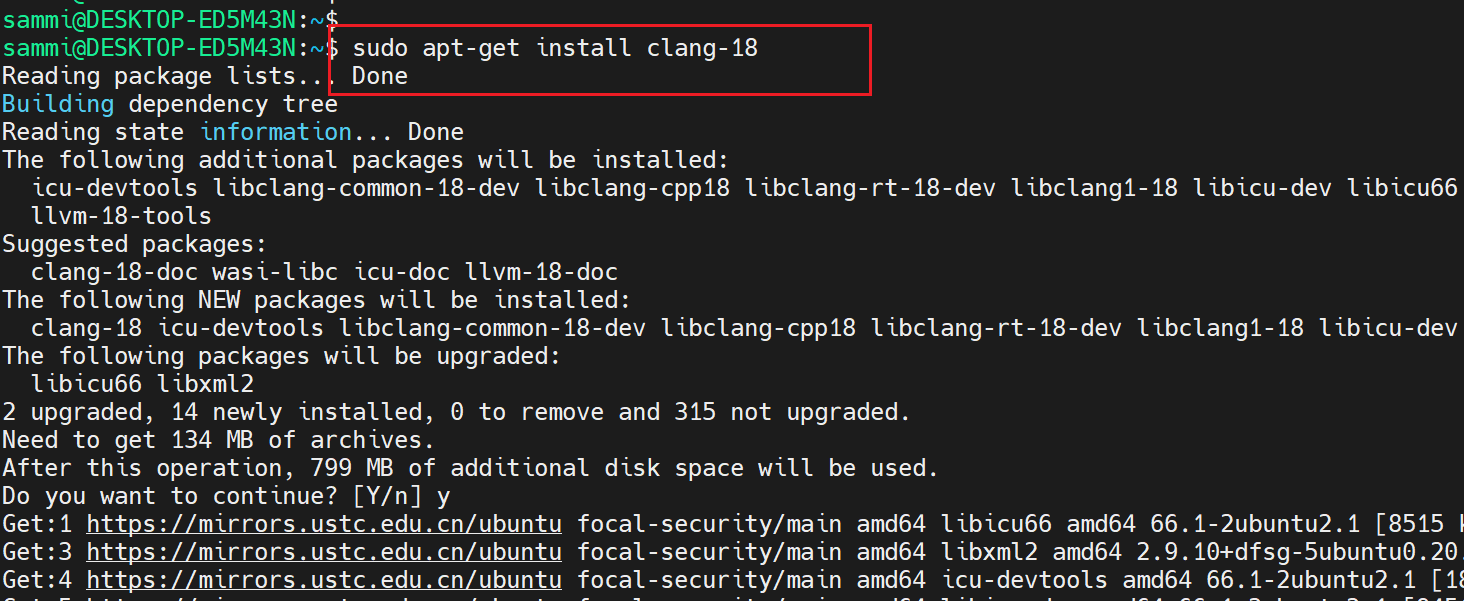 sammi@DESKTOP-ED5M43N:~$
sammi@DESKTOP-ED5M43N:~$ sudo apt-get install clang-18
Reading package lists... Done
Building dependency tree
Reading state information... Done
The following additional packages will be installed:
  icu-devtools libclang-common-18-dev libclang-cpp18 libclang-rt-18-dev libclang1-18 libicu-dev libicu66
  llvm-18-tools
Suggested packages:
  clang-18-doc wasi-libc icu-doc llvm-18-doc
The following NEW packages will be installed:
  clang-18 icu-devtools libclang-common-18-dev libclang-cpp18 libclang-rt-18-dev libclang1-18 libicu-dev
The following packages will be upgraded:
  libicu66 libxml2
2 upgraded, 14 newly installed, 0 to remove and 315 not upgraded.
Need to get 134 MB of archives.
After this operation, 799 MB of additional disk space will be used.
Do you want to continue? [Y/n] y
Get:1 https://mirrors.ustc.edu.cn/ubuntu focal-security/main amd64 libicu66 amd64 66.1-2ubuntu2.1 [8515
Get:3 https://mirrors.ustc.edu.cn/ubuntu focal-security/main amd64 libxml2 amd64 2.9.10+dfsg-5ubuntu0.20.
Get:4 https://mirrors.ustc.edu.cn/ubuntu focal-security/main amd64 icu-devtools amd64 66.1-2ubuntu2.1 [18